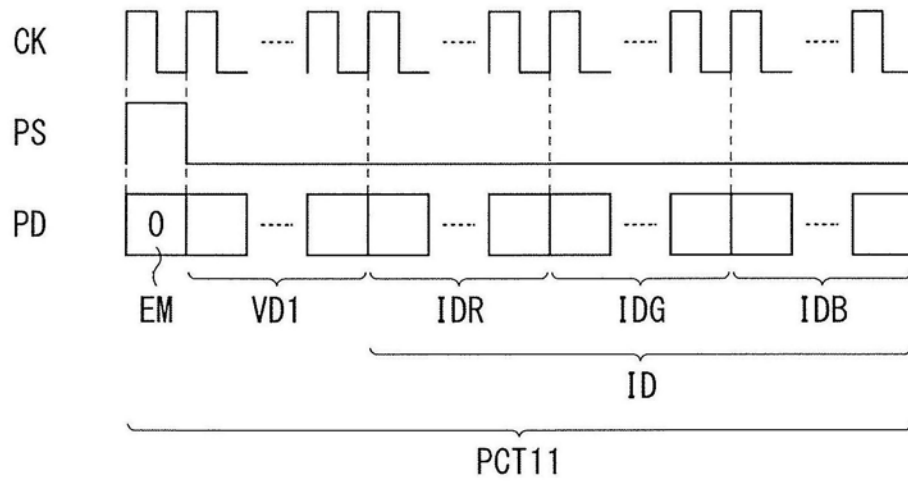 CK
PS
PD 0
EM VD1 IDR IDG IDB
ID
PCT11